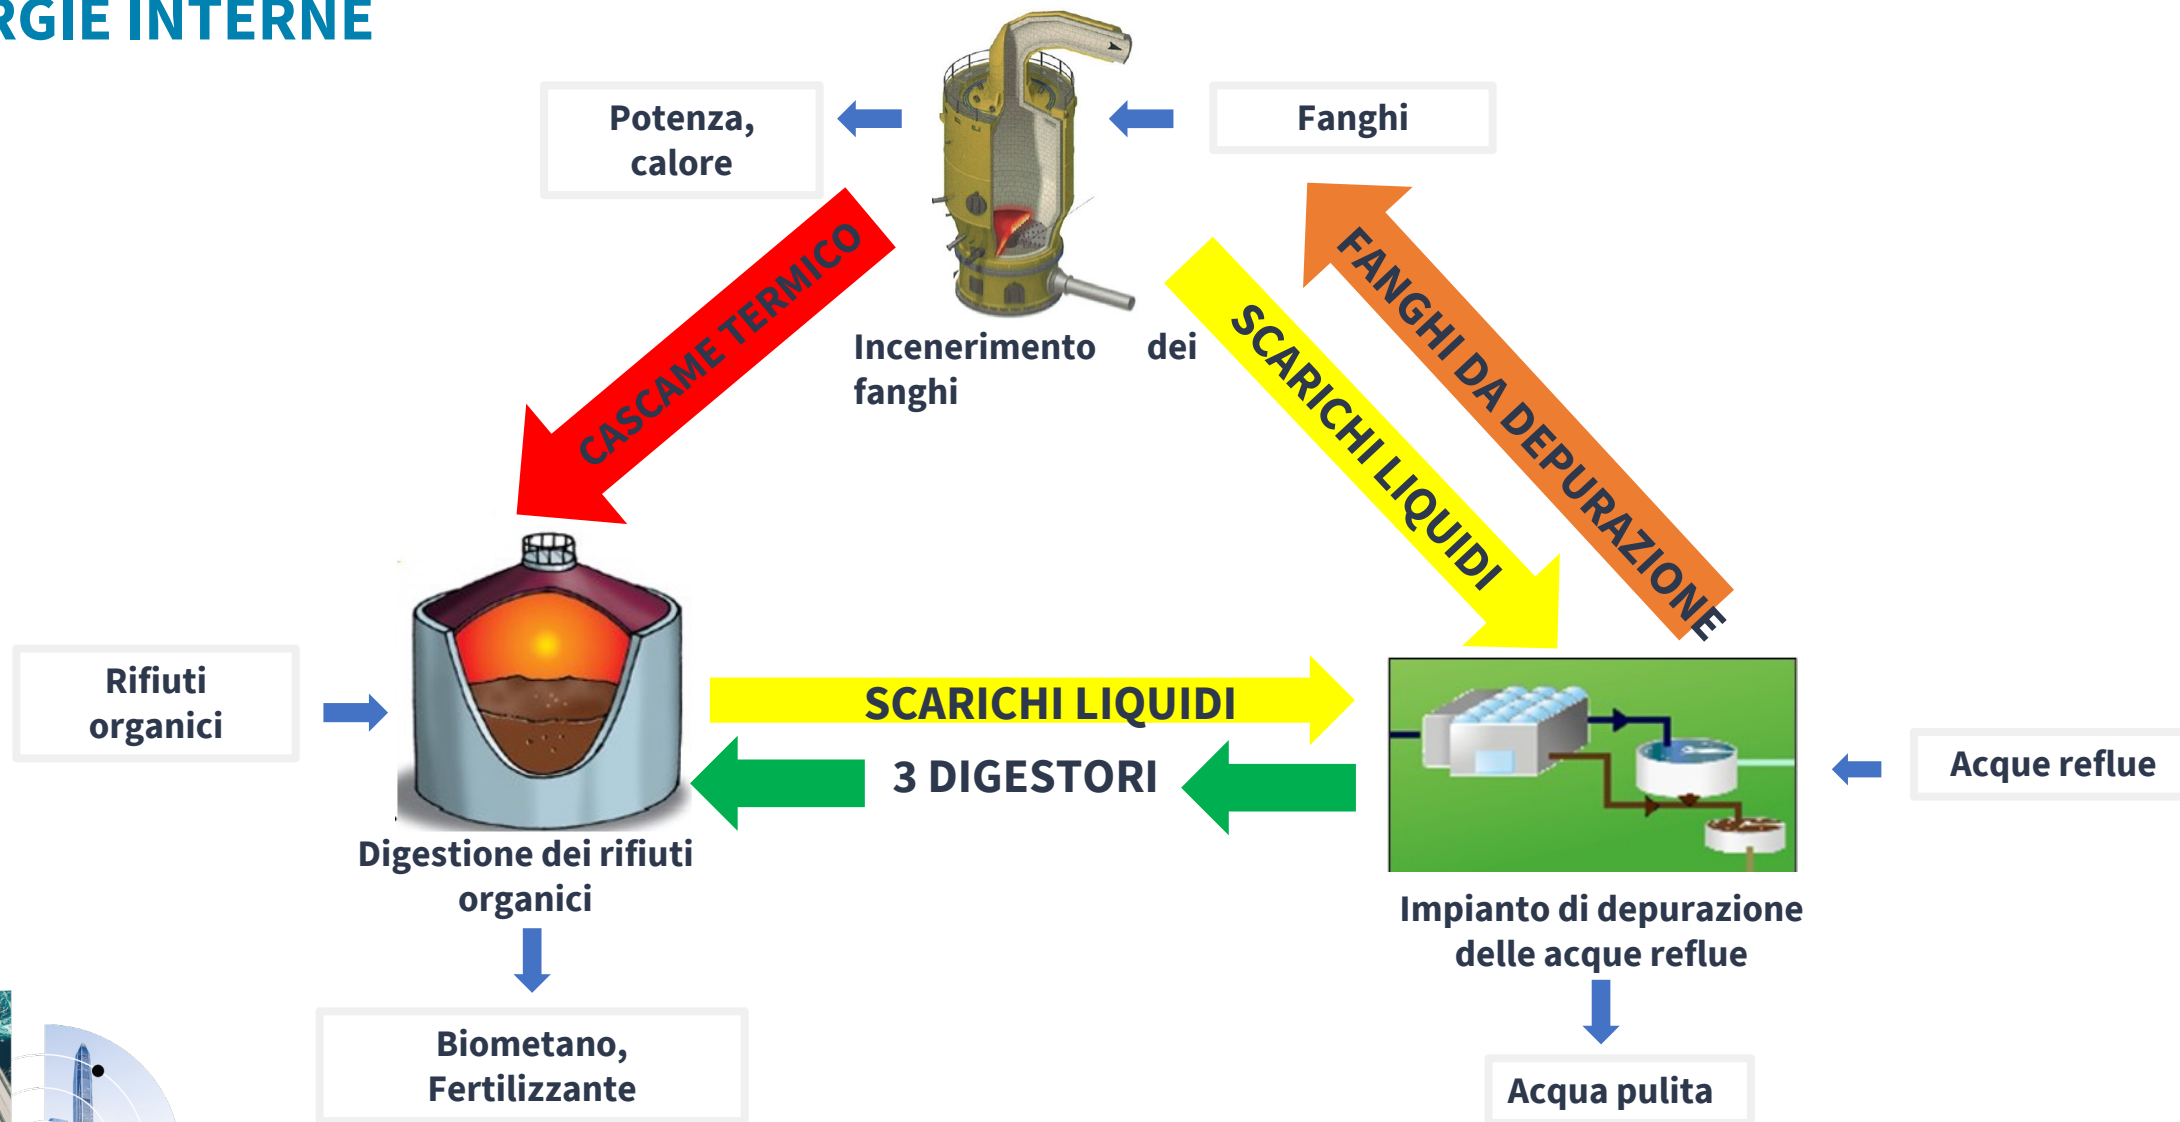 RGIE INTERNE
Potenza,
calore
Fanghi
CASCAME TERMICO
Incenerimento dei
fanghi
SCARICHI LIQUIDI
FANGHI DA DEPURAZIONE
Rifiuti
organici
SCARICHI LIQUIDI
3 DIGESTORI
Acque reflue
Digestione dei rifiuti
organici
Impianto di depurazione
delle acque reflue
Biometano,
Fertilizzante
Acqua pulita